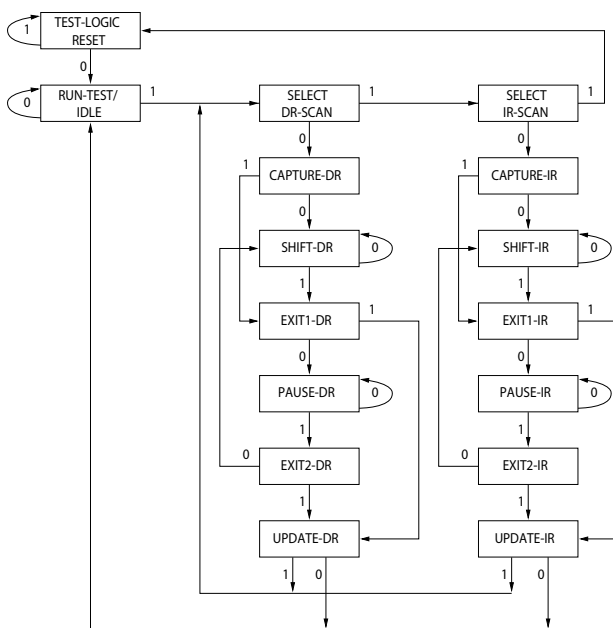 TEST-LOGIC
RESET
1
0
RUN-TEST/
IDLE
0
1
SELECT
DR-SCAN
1
SELECT
IR-SCAN
1
0
0
1
CAPTURE-DR
1
CAPTURE-IR
0
0
SHIFT-DR
0
SHIFT-IR
0
1
1
EXIT1-DR
1
EXIT1-IR
1
0
0
PAUSE-DR
0
PAUSE-IR
0
1
1
0
EXIT2-DR
0
EXIT2-IR
1
1
UPDATE-DR
UPDATE-IR
1
0
1
0